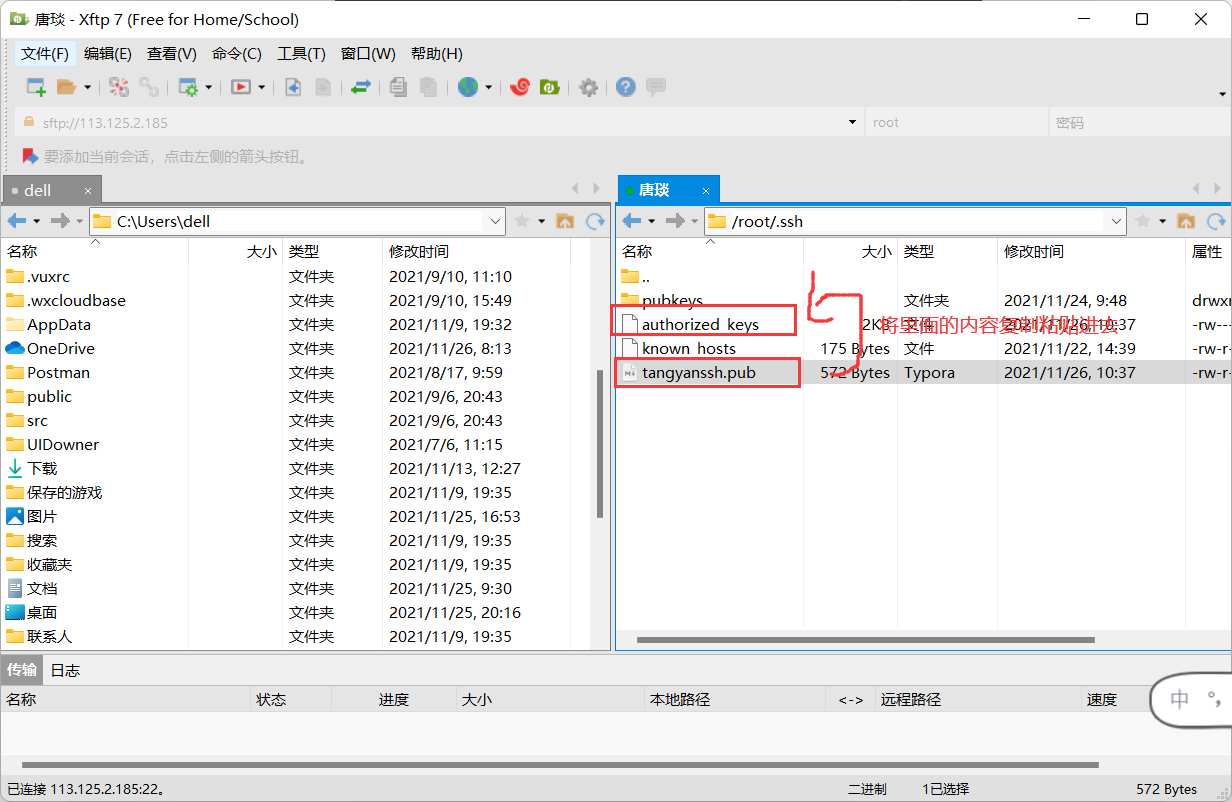 唐琰 - Xftp 7 (Free for Home/School)
文件(F) 编辑(E) 查看(V) 命令(C) 工具(T) 窗口(W) 帮助(H)
sftp://113.125.2.185 root 密码
要添加当前会话，点击左侧的箭头按钮。
dell × 唐琰 ×
C:\Users\dell /root/.ssh
名称 大小 类型 修改时间 名称 大小 类型 修改时间 属性
.vuxrc 文件夹 2021/9/10, 11:10 ..
.wxcloudbase 文件夹 2021/9/10, 15:49 pubkeys 文件夹 2021/11/24, 9:48 drwxr
AppData 文件夹 2021/11/9, 19:32 authorized_keys 2KB 文件 2021/11/26, 10:37 -rw---
将里面的内容复制粘贴进去
OneDrive 文件夹 2021/11/26, 8:13 known_hosts 175 Bytes 文件 2021/11/22, 14:39 -rw-r-
Postman 文件夹 2021/8/17, 9:59 tangyanssh.pub 572 Bytes Typora 2021/11/26, 10:37 -rw-r-
public 文件夹 2021/9/6, 20:43
src 文件夹 2021/9/6, 20:43
UIDowner 文件夹 2021/7/6, 11:15
下载 文件夹 2021/11/13, 12:27
保存的游戏 文件夹 2021/11/9, 19:35
图片 文件夹 2021/11/25, 16:53
搜索 文件夹 2021/11/9, 19:35
收藏夹 文件夹 2021/11/9, 19:35
文档 文件夹 2021/11/25, 9:30
桌面 文件夹 2021/11/25, 20:16
联系人 文件夹 2021/11/9, 19:35
传输 日志
名称 状态 进度 大小 本地路径 <-> 远程路径 速度
中 °,
已连接 113.125.2.185:22。 二进制 1已选择 572 Bytes